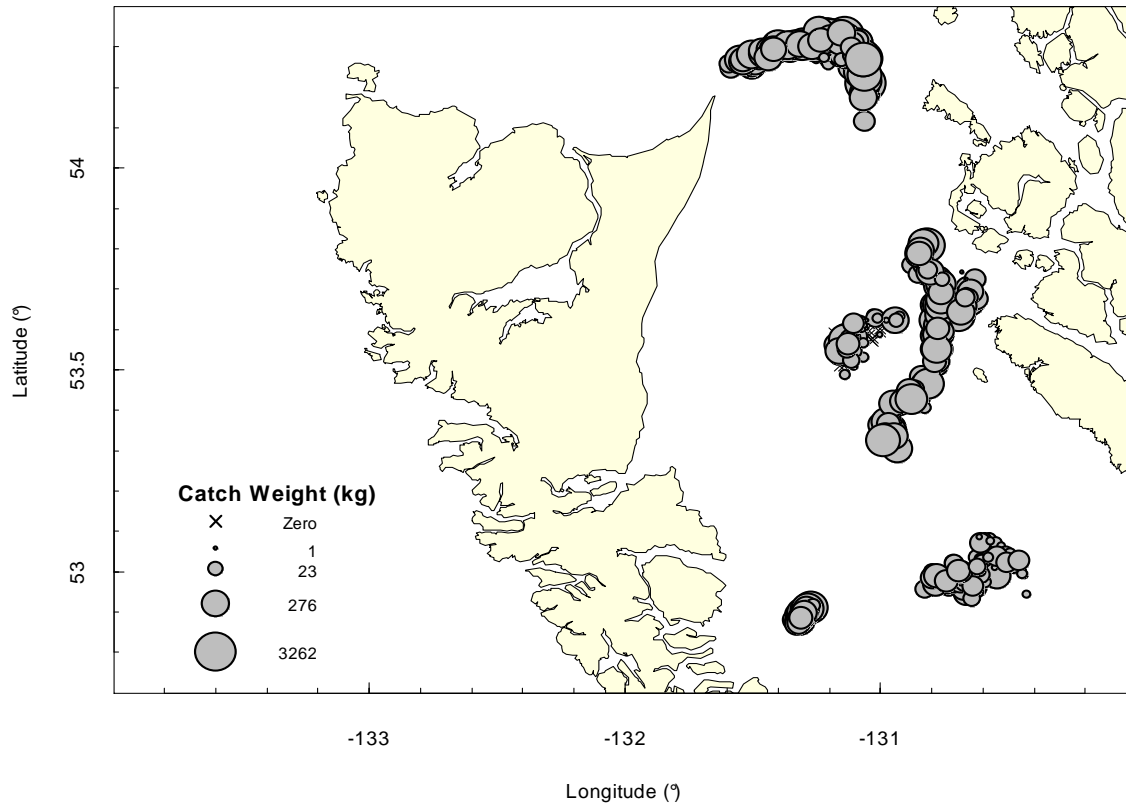 54
53.5
53
Latitude (º)
Catch Weight (kg)
Zero
1
23
276
3262
-133 -132 -131
Longitude (º)